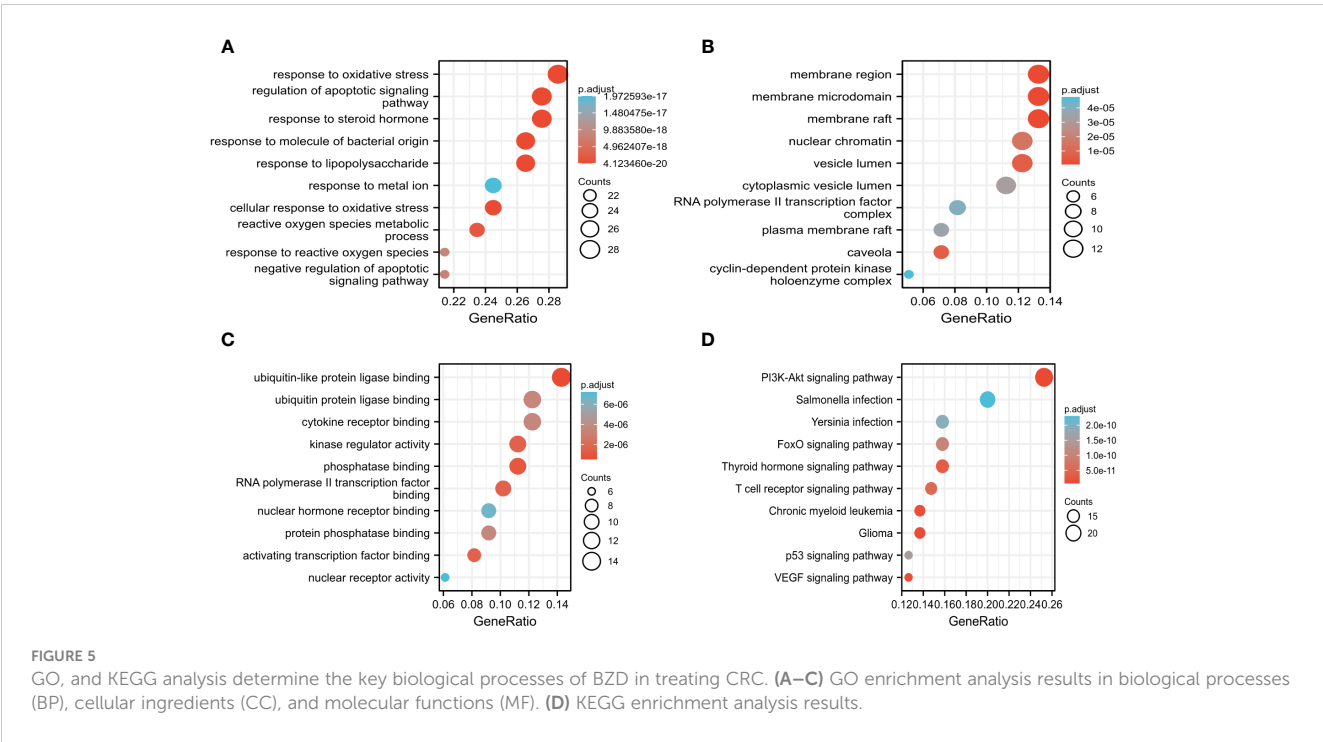 A
response to oxidative stress
regulation of apoptotic signaling
pathway
response to steroid hormone
response to molecule of bacterial origin
response to lipopolysaccharide
response to metal ion
cellular response to oxidative stress
reactive oxygen species metabolic
process
response to reactive oxygen species
negative regulation of apoptotic
signaling pathway
0.22 0.24 0.26 0.28
GeneRatio
p.adjust
1.972593e-17
1.480475e-17
9.883580e-18
4.962407e-18
4.123460e-20
Counts
22
24
26
28
B
membrane region
membrane microdomain
membrane raft
nuclear chromatin
vesicle lumen
cytoplasmic vesicle lumen
RNA polymerase II transcription factor
complex
plasma membrane raft
caveola
cyclin-dependent protein kinase
holoenzyme complex
0.06 0.08 0.10 0.12 0.14
GeneRatio
p.adjust
4e-05
3e-05
2e-05
1e-05
Counts
6
8
10
12
C
ubiquitin-like protein ligase binding
ubiquitin protein ligase binding
cytokine receptor binding
kinase regulator activity
phosphatase binding
RNA polymerase II transcription factor
binding
nuclear hormone receptor binding
protein phosphatase binding
activating transcription factor binding
nuclear receptor activity
0.06 0.08 0.10 0.12 0.14
GeneRatio
p.adjust
6e-06
4e-06
2e-06
Counts
6
8
10
12
14
D
PI3K-Akt signaling pathway
Salmonella infection
Yersinia infection
FoxO signaling pathway
Thyroid hormone signaling pathway
T cell receptor signaling pathway
Chronic myeloid leukemia
Glioma
p53 signaling pathway
VEGF signaling pathway
0.12 0.14 0.16 0.18 0.20 0.22 0.24 0.26
GeneRatio
p.adjust
2.0e-10
1.5e-10
1.0e-10
5.0e-11
Counts
15
20
FIGURE 5
GO, and KEGG analysis determine the key biological processes of BZD in treating CRC. (A–C) GO enrichment analysis results in biological processes
(BP), cellular ingredients (CC), and molecular functions (MF). (D) KEGG enrichment analysis results.